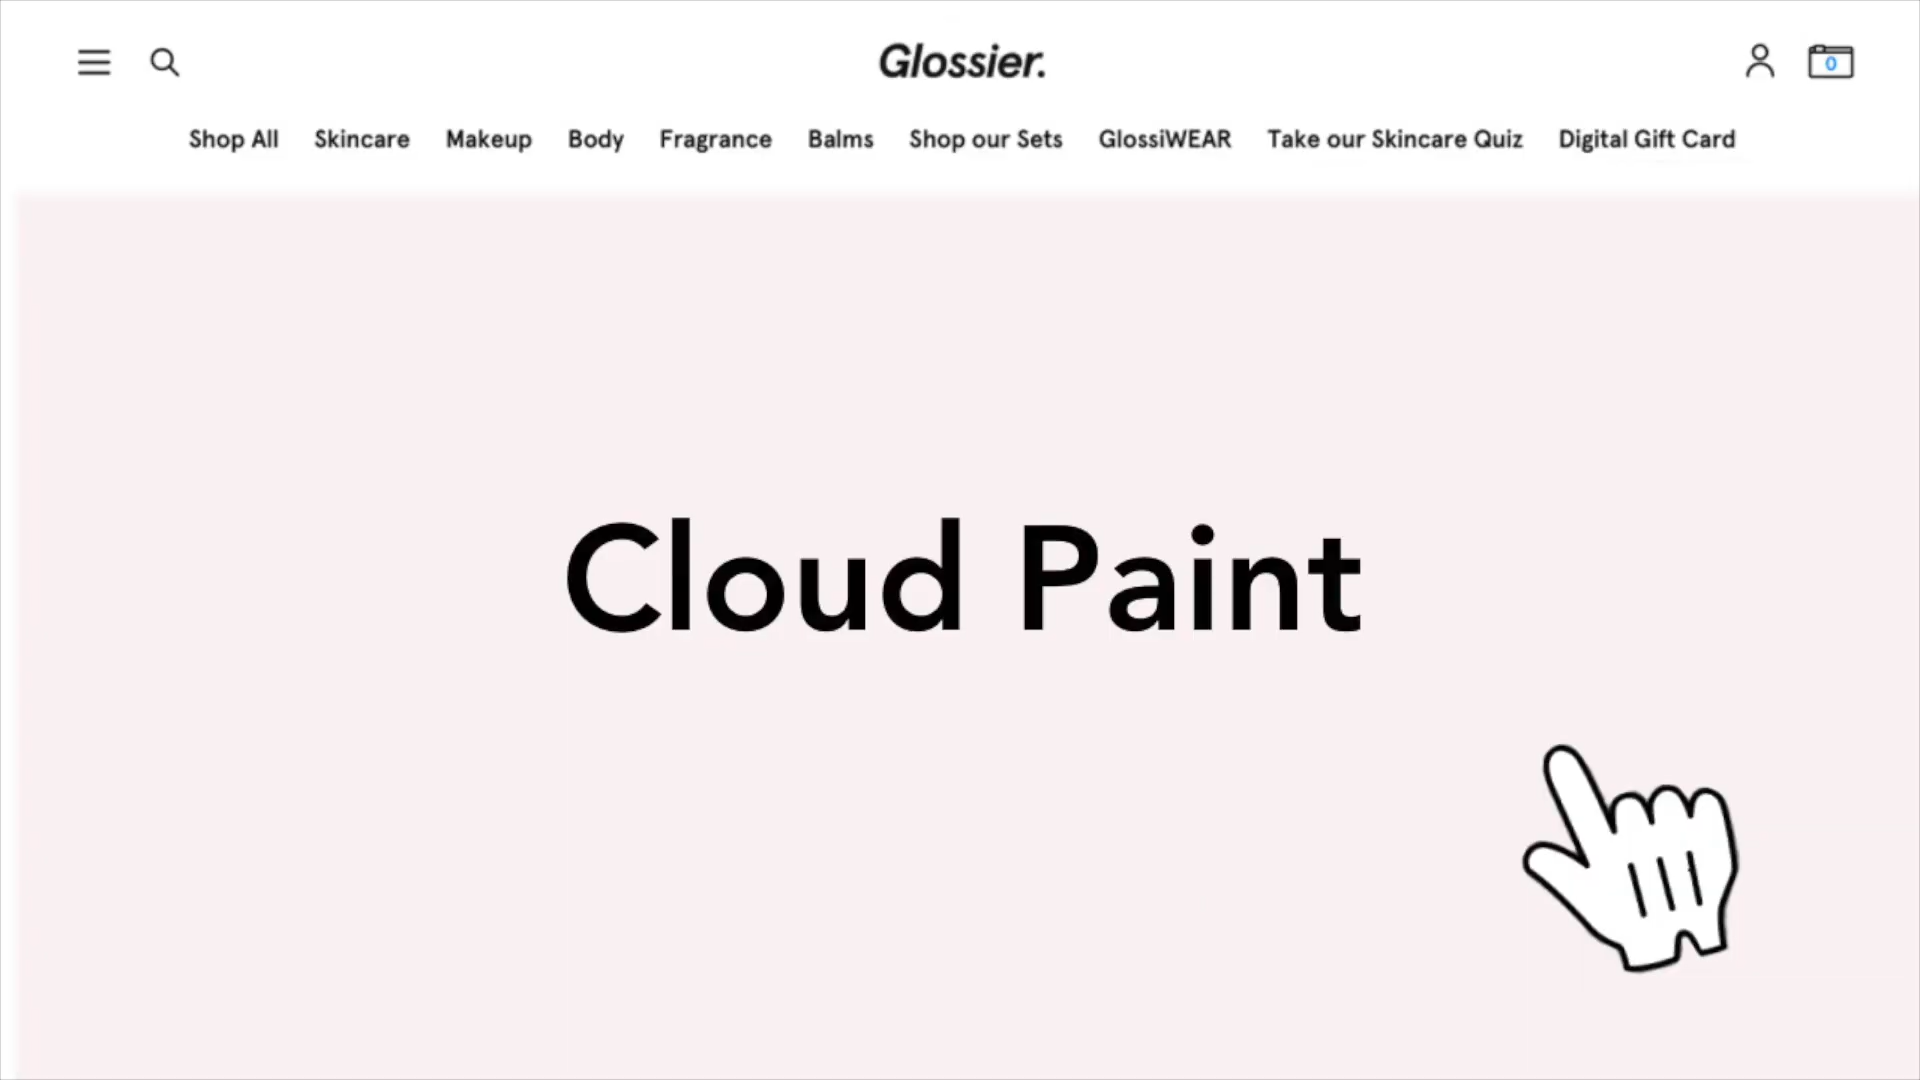 Glossier.
0
Shop All Skincare Makeup Body Fragrance Balms Shop our Sets GlossiWEAR Take our Skincare Quiz Digital Gift Card
Cloud Paint